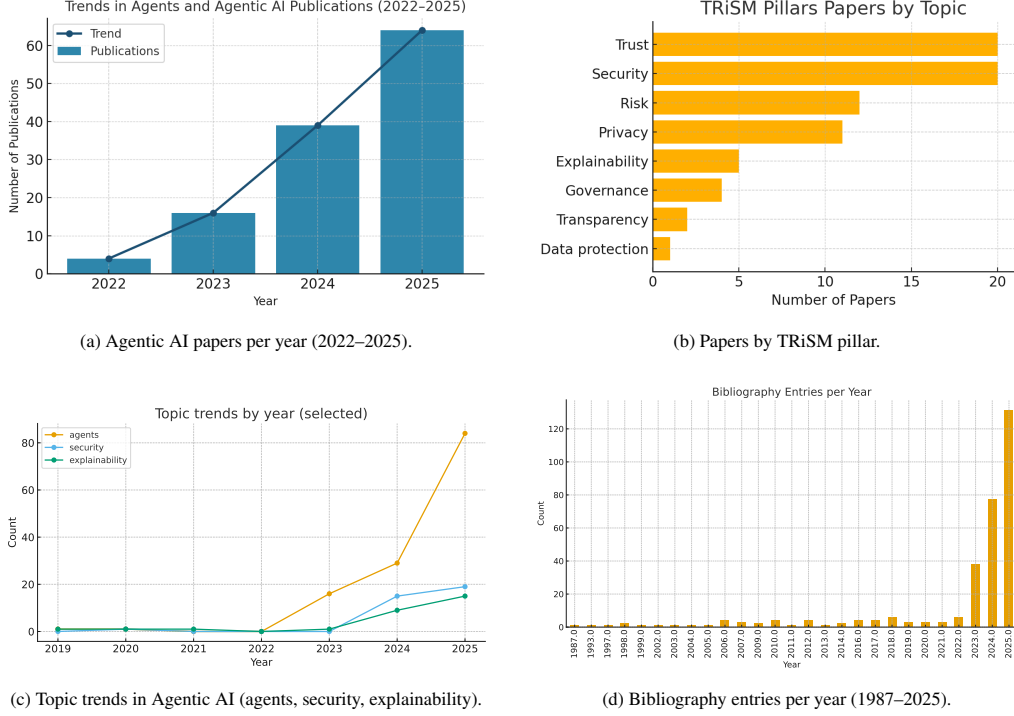 Trends in Agents and Agentic AI Publications (2022–2025)
Trend
Publications
Number of Publications
60
50
40
30
20
10
0
2022
2023
2024
2025
Year
(a) Agentic AI papers per year (2022–2025).
TRiSM Pillars Papers by Topic
Trust
Security
Risk
Privacy
Explainability
Governance
Transparency
Data protection
0
5
10
15
20
Number of Papers
(b) Papers by TRiSM pillar.
Topic trends by year (selected)
agents
security
explainability
Count
80
60
40
20
0
2019
2020
2021
2022
2023
2024
2025
Year
(c) Topic trends in Agentic AI (agents, security, explainability).
Bibliography Entries per Year
Count
120
100
80
60
40
20
0
1987.0
1993.0
1997.0
1998.0
2001.0
2002.0
2003.0
2004.0
2005.0
2006.0
2007.0
2009.0
2010.0
2011.0
2012.0
2013.0
2014.0
2016.0
2017.0
2018.0
2019.0
2020.0
2021.0
2022.0
2023.0
2024.0
2025.0
Year
(d) Bibliography entries per year (1987–2025).